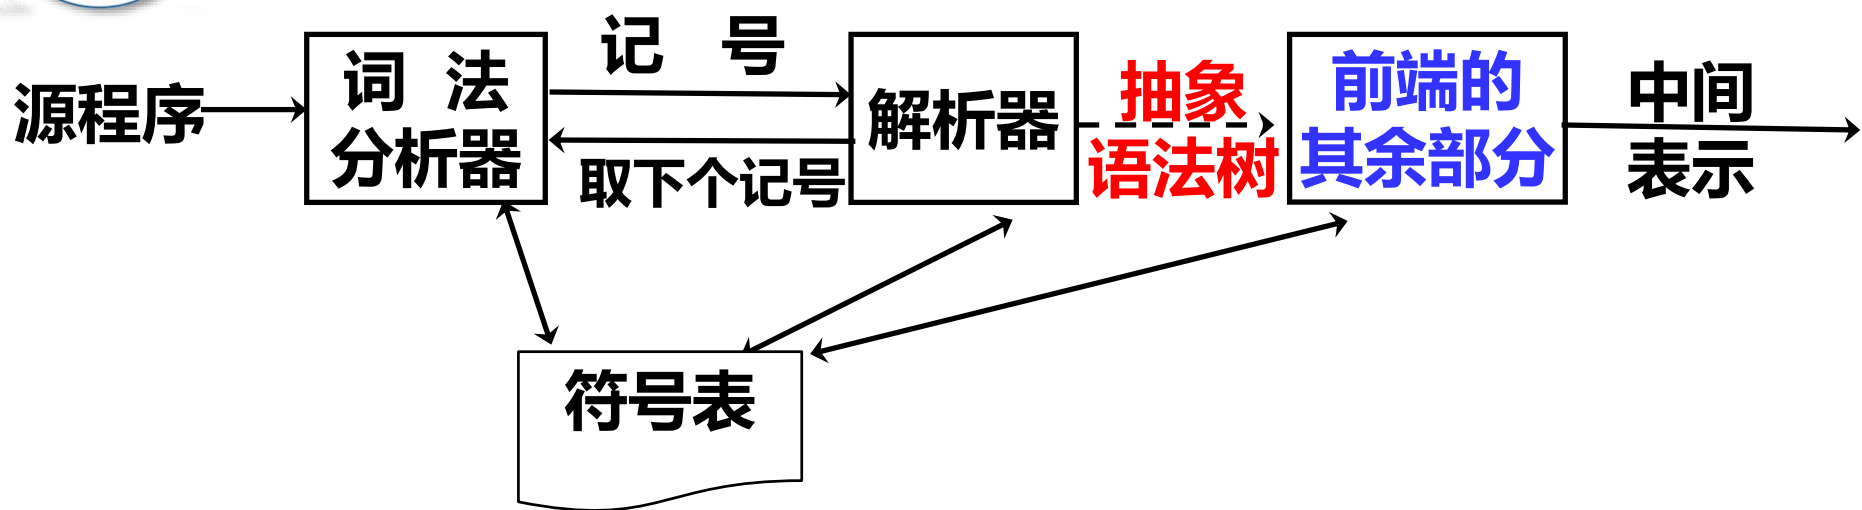 源程序
词 法
分析器
记 号
取下个记号
解析器
抽象
语法树
前端的
其余部分
中间
表示
符号表